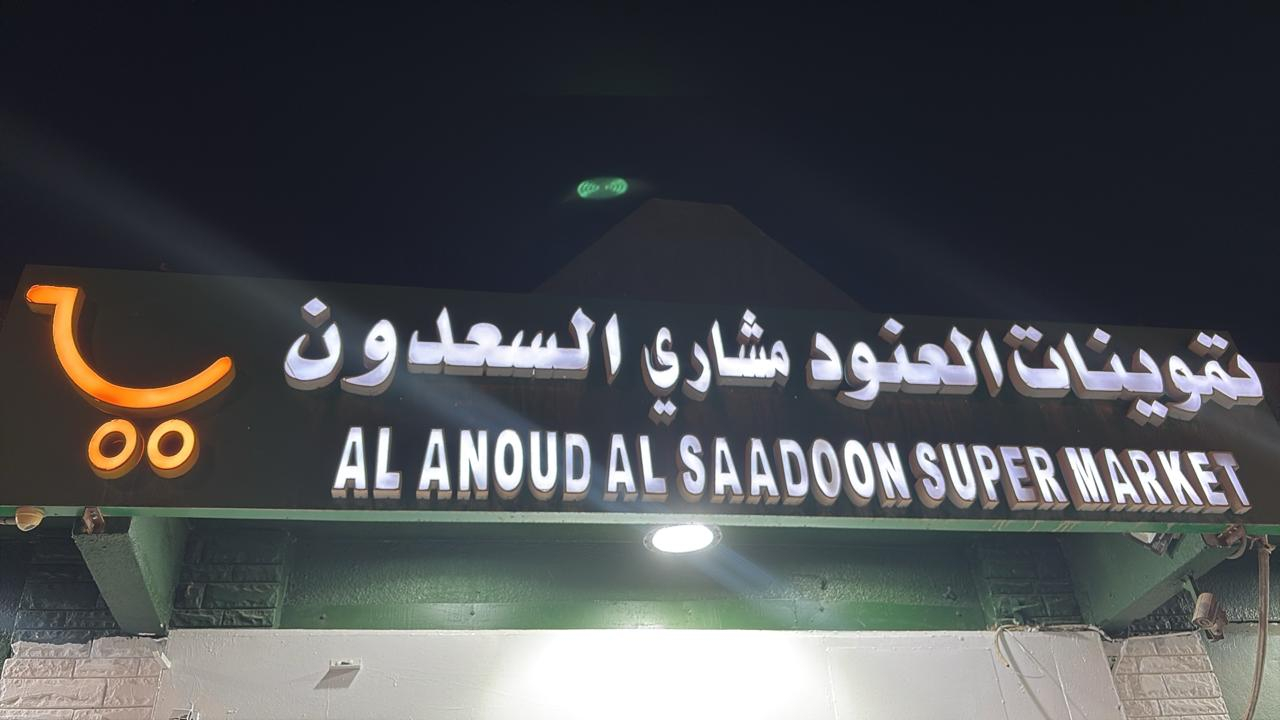 تموينات العنود مشاري السعدون
AL ANOUD AL SAADOON SUPER MARKET